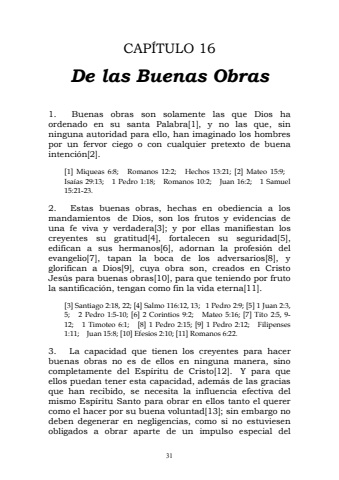 CAPÍTULO 16
De las Buenas Obras
1. Buenas obras son solamente las que Dios ha
ordenado en su santa Palabra[1], y no las que, sin
ninguna autoridad para ello, han imaginado los hombres
por un fervor ciego o con cualquier pretexto de buena
intención[2].
[1] Miqueas 6:8; Romanos 12:2; Hechos 13:21; [2] Mateo 15:9;
Isaías 29:13; 1 Pedro 1:18; Romanos 10:2; Juan 16:2; 1 Samuel
15:21-23.
2. Estas buenas obras, hechas en obediencia a los
mandamientos de Dios, son los frutos y evidencias de
una fe viva y verdadera[3]; y por ellas manifiestan los
creyentes su gratitud[4], fortalecen su seguridad[5],
edifican a sus hermanos[6], adornan la profesión del
evangelio[7], tapan la boca de los adversarios[8], y
glorifican a Dios[9], cuya obra son, creados en Cristo
Jesús para buenas obras[10], para que teniendo por fruto
la santificación, tengan como fin la vida eterna[11].
[3] Santiago 2:18, 22; [4] Salmo 116:12, 13; 1 Pedro 2:9; [5] 1 Juan 2:3,
5; 2 Pedro 1:5-10; [6] 2 Corintios 9:2; Mateo 5:16; [7] Tito 2:5, 9-
12; 1 Timoteo 6:1; [8] 1 Pedro 2:15; [9] 1 Pedro 2:12; Filipenses
1:11; Juan 15:8; [10] Efesios 2:10; [11] Romanos 6:22.
3. La capacidad que tienen los creyentes para hacer
buenas obras no es de ellos en ninguna manera, sino
completamente del Espíritu de Cristo[12]. Y para que
ellos puedan tener esta capacidad, además de las gracias
que han recibido, se necesita la influencia efectiva del
mismo Espíritu Santo para obrar en ellos tanto el querer
como el hacer por su buena voluntad[13]; sin embargo no
deben degenerar en negligencias, como si no estuviesen
obligados a obrar aparte de un impulso especial del
31